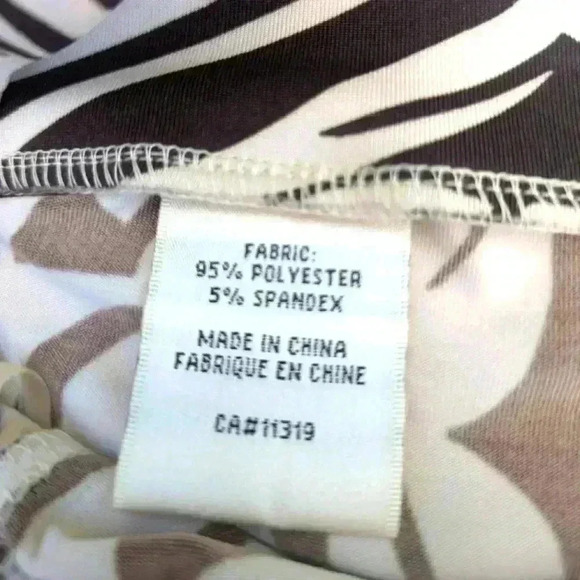 FABRIC:
95% POLYESTER
5% SPANDEX
MADE IN CHINA
FABRIQUE EN CHINE
CA#11319